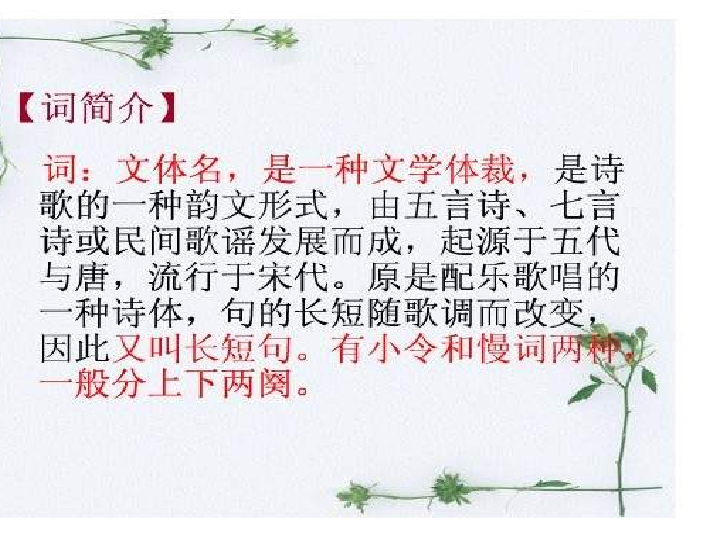 【词简介】
词：文体名，是一种文学体裁，是诗
歌的一种韵文形式，由五言诗、七言
诗或民间歌谣发展而成，起源于五代
与唐，流行于宋代。原是配乐歌唱的
一种诗体，句的长短随歌调而改变，
因此又叫长短句。有小令和慢词两种，
一般分上下两阕。